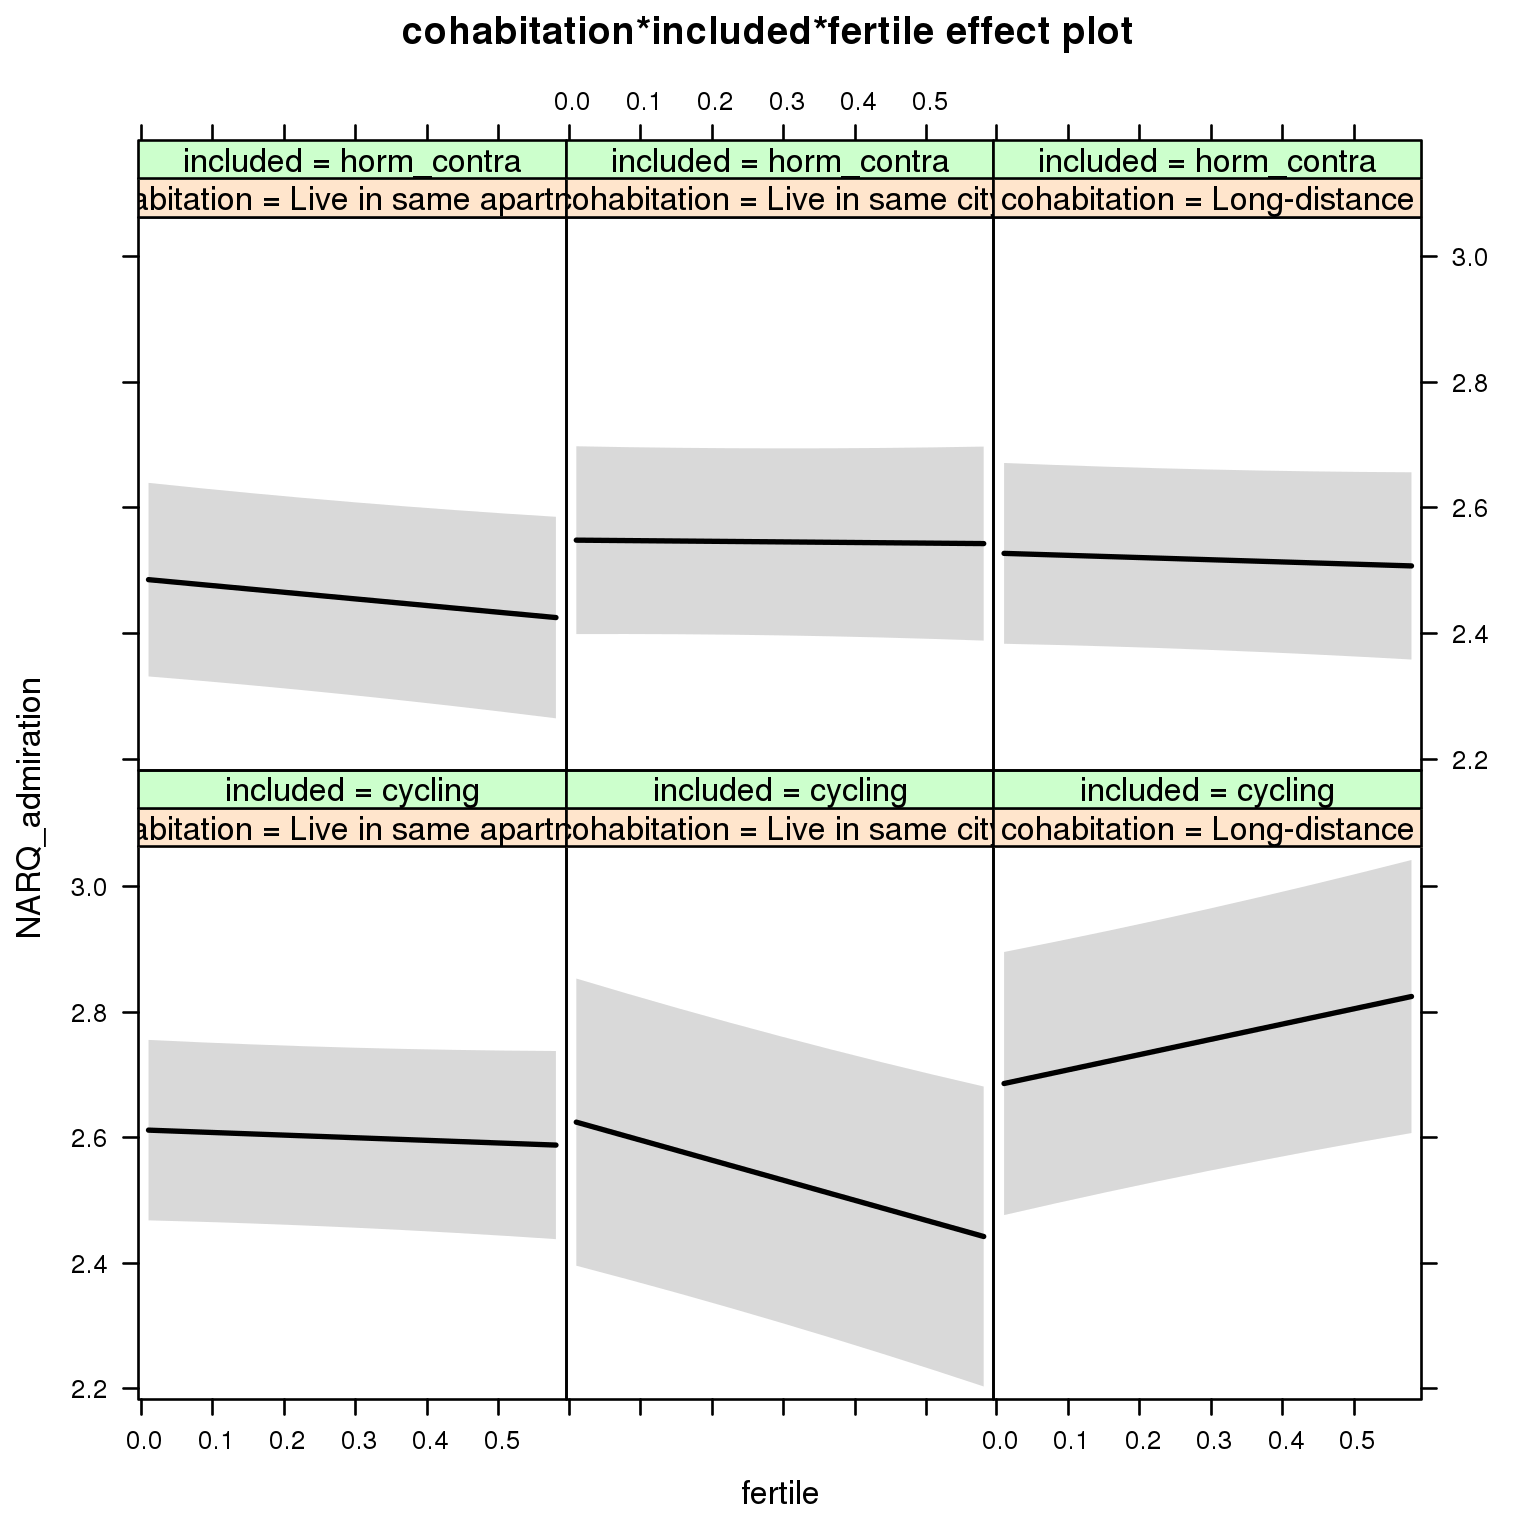 cohabitation*included*fertile effect plot
0.0 0.1 0.2 0.3 0.4 0.5
included = horm_contra included = horm_contra included = horm_contra
abitation = Live in same apartm cohabitation = Live in same city cohabitation = Long-distance
3.0
2.8
2.6
2.4
2.2
NARQ_admiration
included = cycling included = cycling included = cycling
abitation = Live in same apartm cohabitation = Live in same city cohabitation = Long-distance
3.0
2.8
2.6
2.4
2.2
0.0 0.1 0.2 0.3 0.4 0.5 0.0 0.1 0.2 0.3 0.4 0.5
fertile